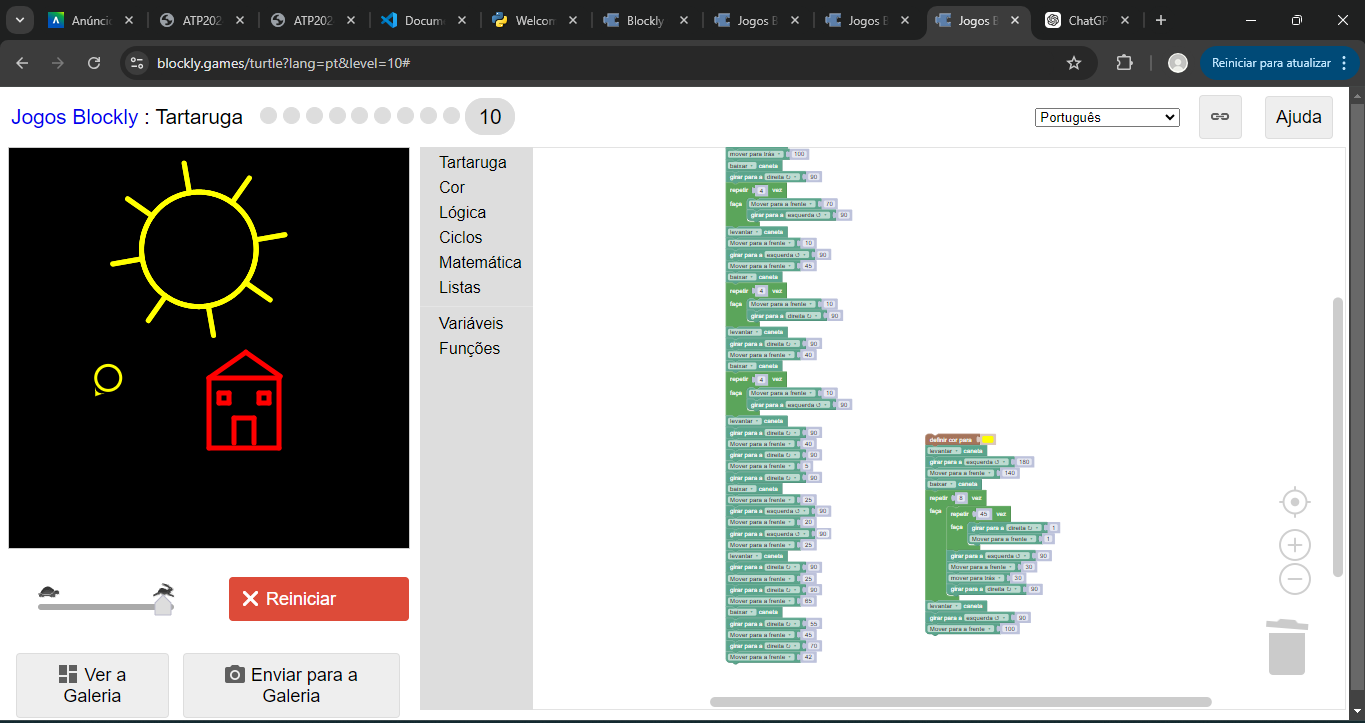 Anúnci
ATP202
ATP202
Docum
Welcom
Blockly
Jogos B
Jogos B
Jogos B
ChatGP
blockly.games/turtle?lang=pt&level=10#
Reiniciar para atualizar
Jogos Blockly : Tartaruga
10
Português
Ajuda
Tartaruga
Cor
Lógica
Ciclos
Matemática
Listas
Variáveis
Funções
mover para trás 100
baixar caneta
girar para a direita ↻ 90
repetir 4 vez
faça Mover para a frente 70
girar para a esquerda ↺ 90
levantar caneta
Mover para a frente 10
girar para a esquerda ↺ 90
Mover para a frente 45
baixar caneta
repetir 4 vez
faça Mover para a frente 10
girar para a direita ↻ 90
levantar caneta
girar para a direita ↻ 90
Mover para a frente 40
baixar caneta
repetir 4 vez
faça Mover para a frente 10
girar para a esquerda ↺ 90
levantar caneta
girar para a direita ↻ 90
Mover para a frente 40
girar para a direita ↻ 90
Mover para a frente 5
girar para a direita ↻ 90
baixar caneta
Mover para a frente 25
girar para a esquerda ↺ 90
Mover para a frente 20
girar para a esquerda ↺ 90
Mover para a frente 25
levantar caneta
girar para a direita ↻ 90
Mover para a frente 25
girar para a direita ↻ 90
Mover para a frente 65
baixar caneta
girar para a direita ↻ 55
Mover para a frente 45
girar para a direita ↻ 70
Mover para a frente 42
definir cor para
levantar caneta
girar para a esquerda ↺ 180
Mover para a frente 140
baixar caneta
repetir 8 vez
faça repetir 45 vez
faça girar para a direita ↻ 1
Mover para a frente 1
girar para a esquerda ↺ 90
Mover para a frente 30
mover para trás 30
girar para a direita ↻ 90
levantar caneta
girar para a esquerda ↺ 90
Mover para a frente 100
Reiniciar
Ver a
Galeria
Enviar para a
Galeria